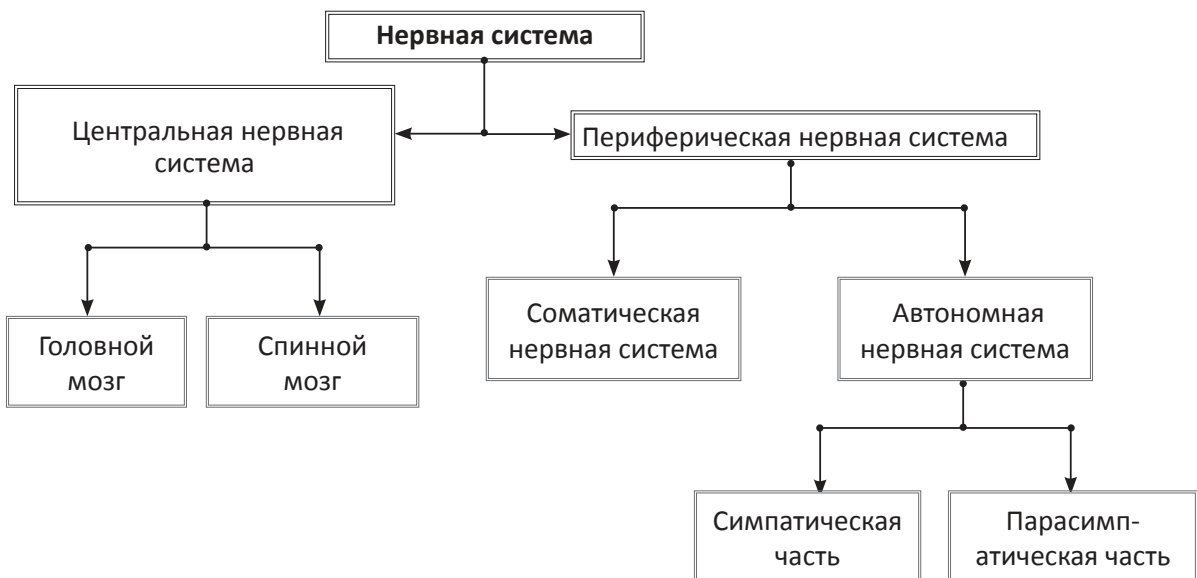 Нервная система
Центральная нервная
система
Периферическая нервная система
Головной
мозг
Спинной
мозг
Соматическая
нервная система
Автономная
нервная система
Симпатическая
часть
Парасимп-
атическая часть